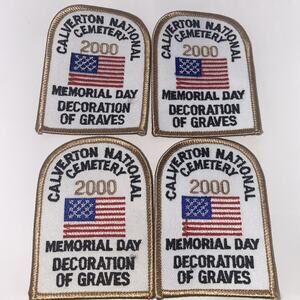 CALVERTON NATIONAL
CEMETERY
2000
MEMORIAL DAY
DECORATION
OF GRAVES
CALVERTON NATIONAL
CEMETERY
2000
MEMORIAL DAY
DECORATION
OF GRAVES
CALVERTON NATIONAL
CEMETERY
2000
MEMORIAL DAY
DECORATION
OF GRAVES
CALVERTON NATIONAL
CEMETERY
2000
MEMORIAL DAY
DECORATION
OF GRAVES